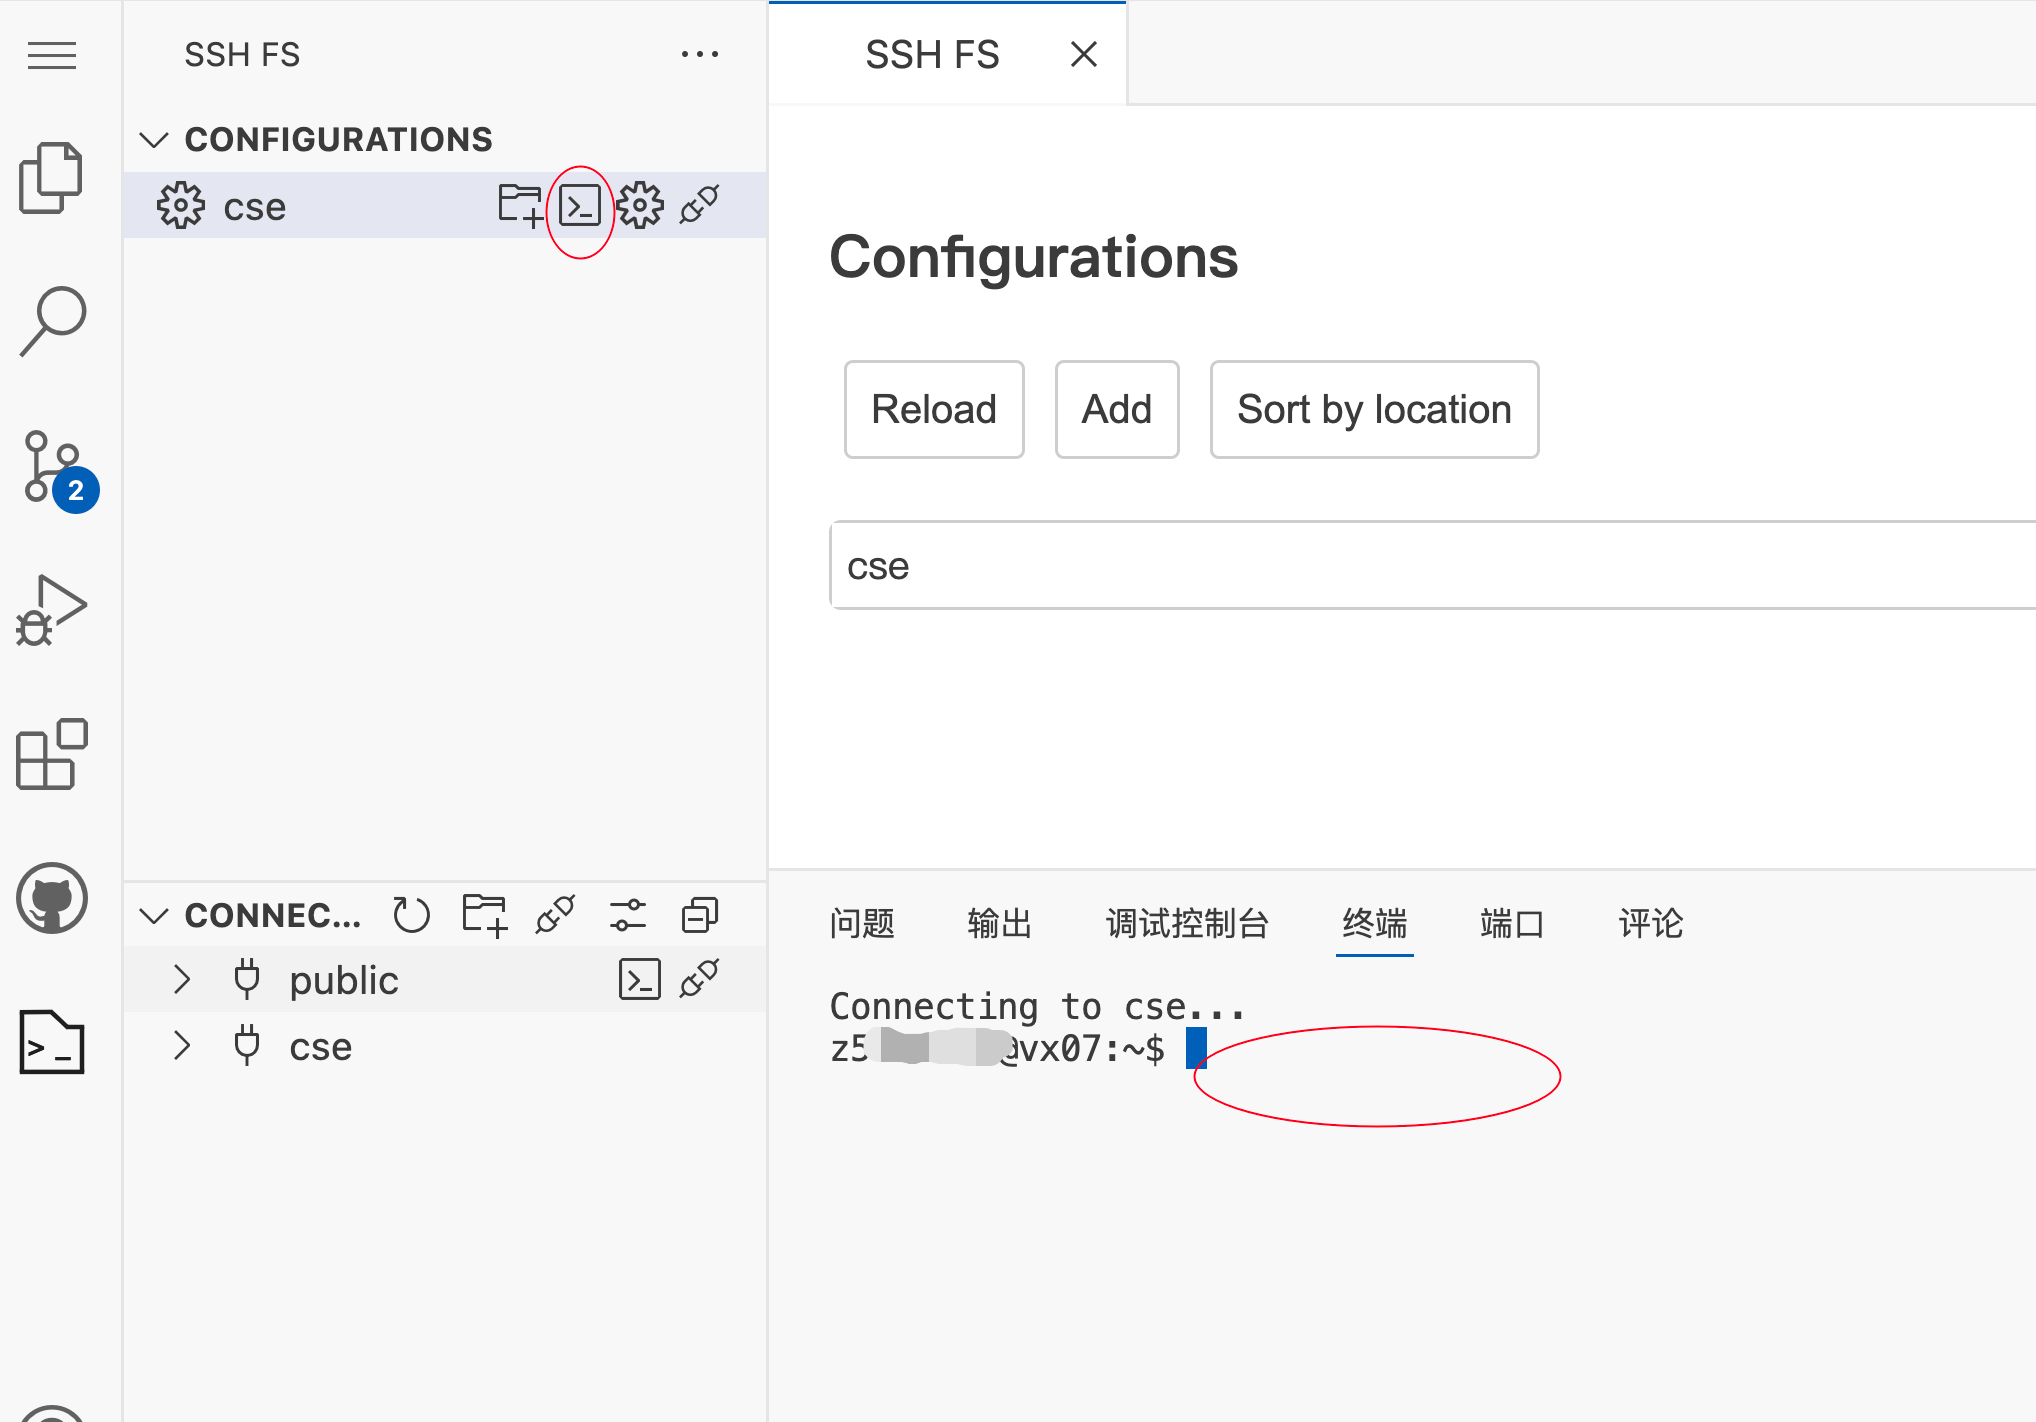 SSH FS
CONFIGURATIONS
cse
2
CONNEC...
public
cse
SSH FS
Configurations
Reload
Add
Sort by location
cse
问题 输出 调试控制台 终端 端口 评论
Connecting to cse...
z5 @vx07:~$